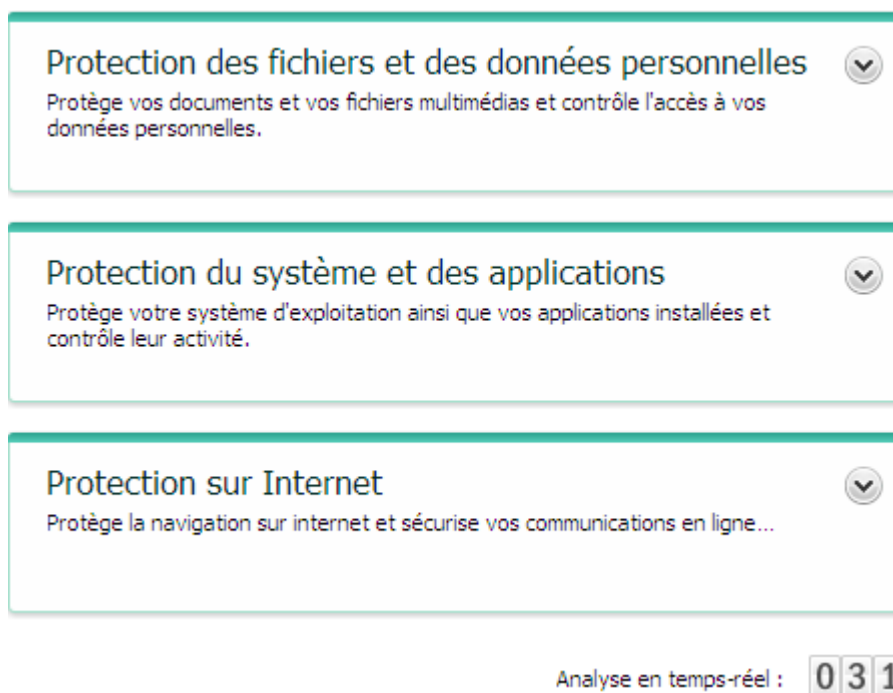 Protection des fichiers et des données personnelles
Protège vos documents et vos fichiers multimédias et contrôle l'accès à vos
données personnelles.
Protection du système et des applications
Protège votre système d'exploitation ainsi que vos applications installées et
contrôle leur activité.
Protection sur Internet
Protège la navigation sur internet et sécurise vos communications en ligne...
Analyse en temps-réel : 031